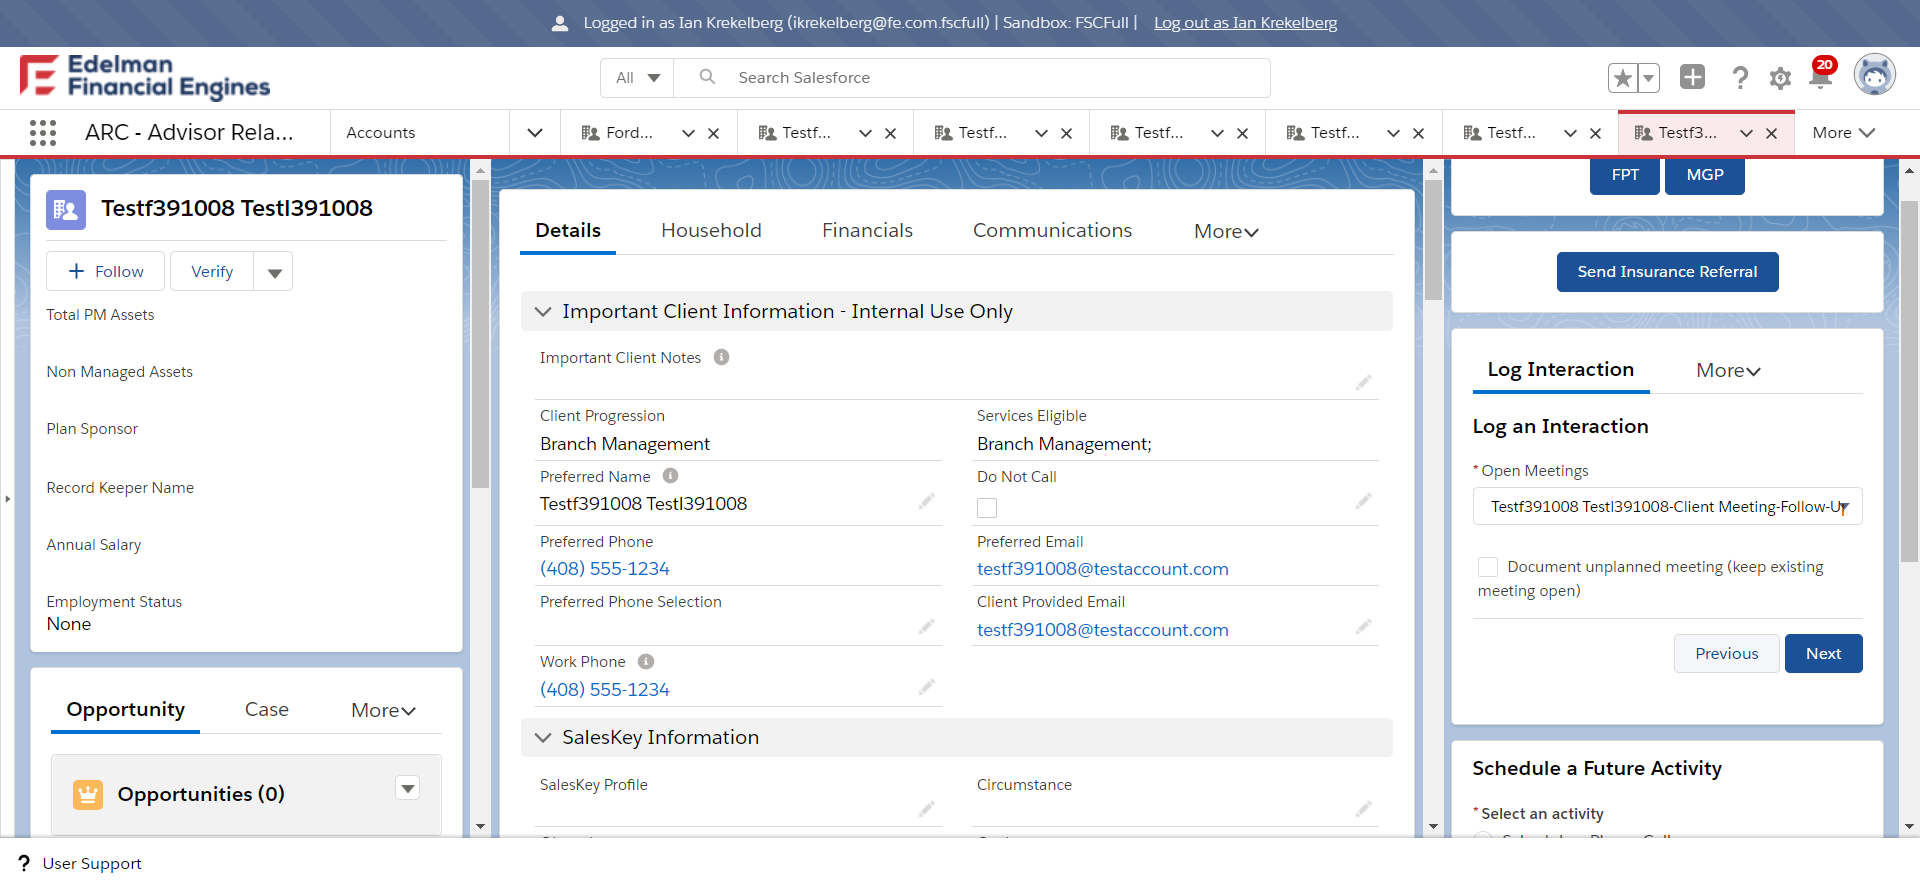 Logged in as Ian Krekelberg (ikrekelberg@fe.com.fscfull) | Sandbox: FSCFull | Log out as Ian Krekelberg
Edelman
Financial Engines
All
Search Salesforce
20
ARC - Advisor Rela...
Accounts
Ford...
Testf...
Testf...
Testf...
Testf...
Testf...
Testf3...
More
Testf391008 Testl391008
Follow
Verify
Total PM Assets
Non Managed Assets
Plan Sponsor
Record Keeper Name
Annual Salary
Employment Status
None
Opportunity
Case
More
Opportunities (0)
Details
Household
Financials
Communications
More
Important Client Information - Internal Use Only
Important Client Notes
Client Progression
Branch Management
Services Eligible
Branch Management;
Preferred Name
Testf391008 Testl391008
Do Not Call
Preferred Phone
(408) 555-1234
Preferred Email
testf391008@testaccount.com
Preferred Phone Selection
Client Provided Email
testf391008@testaccount.com
Work Phone
(408) 555-1234
SalesKey Information
SalesKey Profile
Circumstance
FPT
MGP
Send Insurance Referral
Log Interaction
More
Log an Interaction
* Open Meetings
Testf391008 Testl391008-Client Meeting-Follow-U
Document unplanned meeting (keep existing
meeting open)
Previous
Next
Schedule a Future Activity
* Select an activity
? User Support